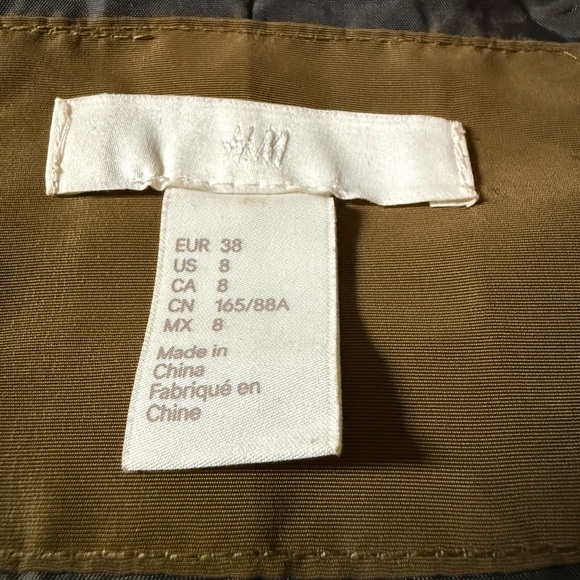 H&M
EUR 38
US 8
CA 8
CN 165/88A
MX 8
Made in
China
Fabriqué en
Chine